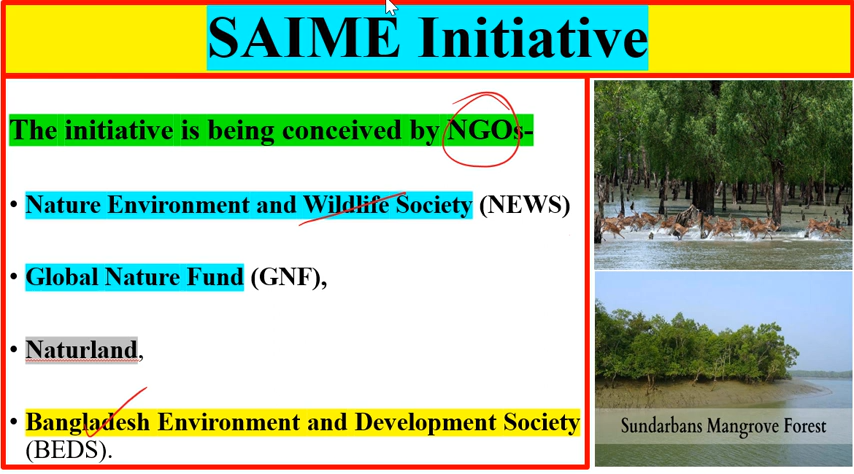 SAIME Initiative
The initiative is being conceived by NGOs-
• Nature Environment and Wildlife Society (NEWS)
• Global Nature Fund (GNF),
• Naturland,
• Bangladesh Environment and Development Society
(BEDS).
Sundarbans Mangrove Forest